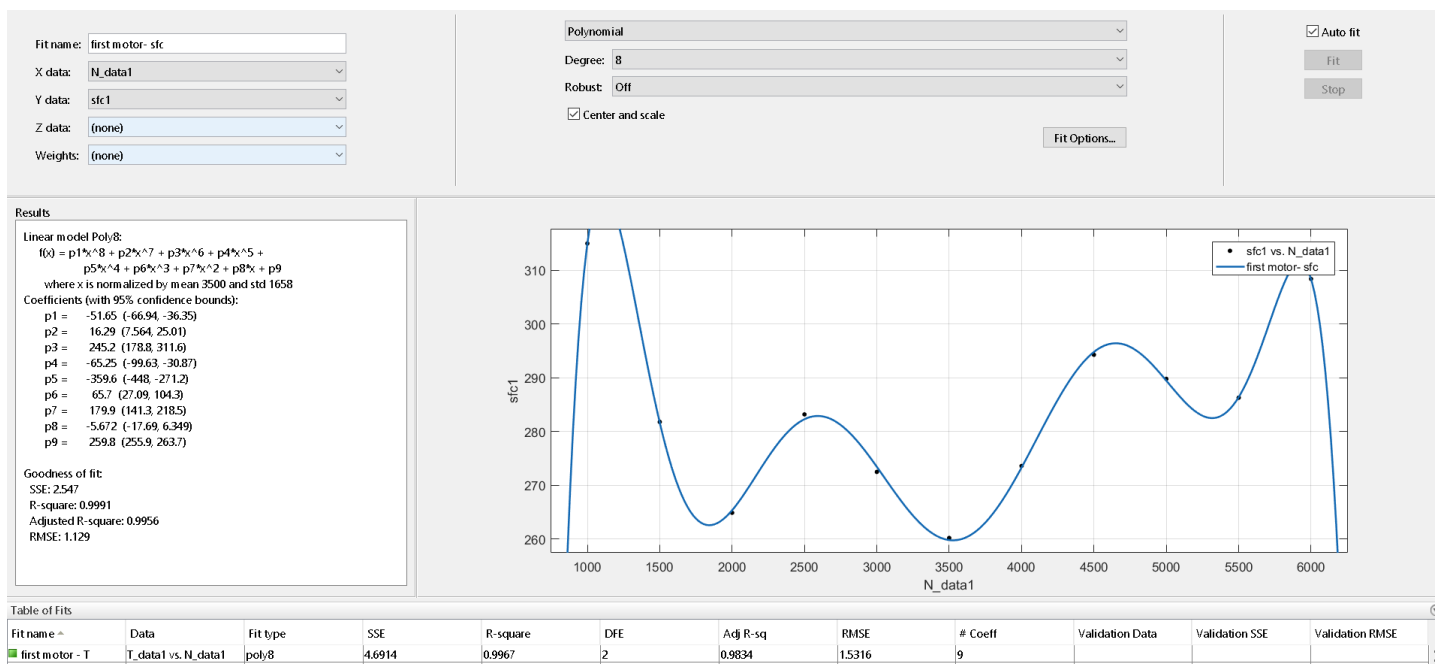 Fit name: first motor- sfc
X data: N_data1
Y data: sfc1
Z data: (none)
Weights: (none)
Polynomial
Degree: 8
Robust: Off
Center and scale
Fit Options...
Auto fit
Fit
Stop
Results
Linear model Poly8:
f(x) = p1*x^8 + p2*x^7 + p3*x^6 + p4*x^5 +
p5*x^4 + p6*x^3 + p7*x^2 + p8*x + p9
where x is normalized by mean 3500 and std 1658
Coefficients (with 95% confidence bounds):
p1 = -51.65 (-66.94, -36.35)
p2 = 16.29 (7.564, 25.01)
p3 = 245.2 (178.8, 311.6)
p4 = -65.25 (-99.63, -30.87)
p5 = -359.6 (-448, -271.2)
p6 = 65.7 (27.09, 104.3)
p7 = 179.9 (141.3, 218.5)
p8 = -5.672 (-17.69, 6.349)
p9 = 259.8 (255.9, 263.7)
Goodness of fit:
SSE: 2.547
R-square: 0.9991
Adjusted R-square: 0.9956
RMSE: 1.129
sfc1 vs. N_data1
first motor- sfc
310
300
290
280
270
260
sfc1
1000 1500 2000 2500 3000 3500 4000 4500 5000 5500 6000
N_data1
Table of Fits
Fit name Data Fit type SSE R-square DFE Adj R-sq RMSE # Coeff Validation Data Validation SSE Validation RMSE
first motor - T T_data1 vs. N_data1 poly8 4.6914 0.9967 2 0.9834 1.5316 9